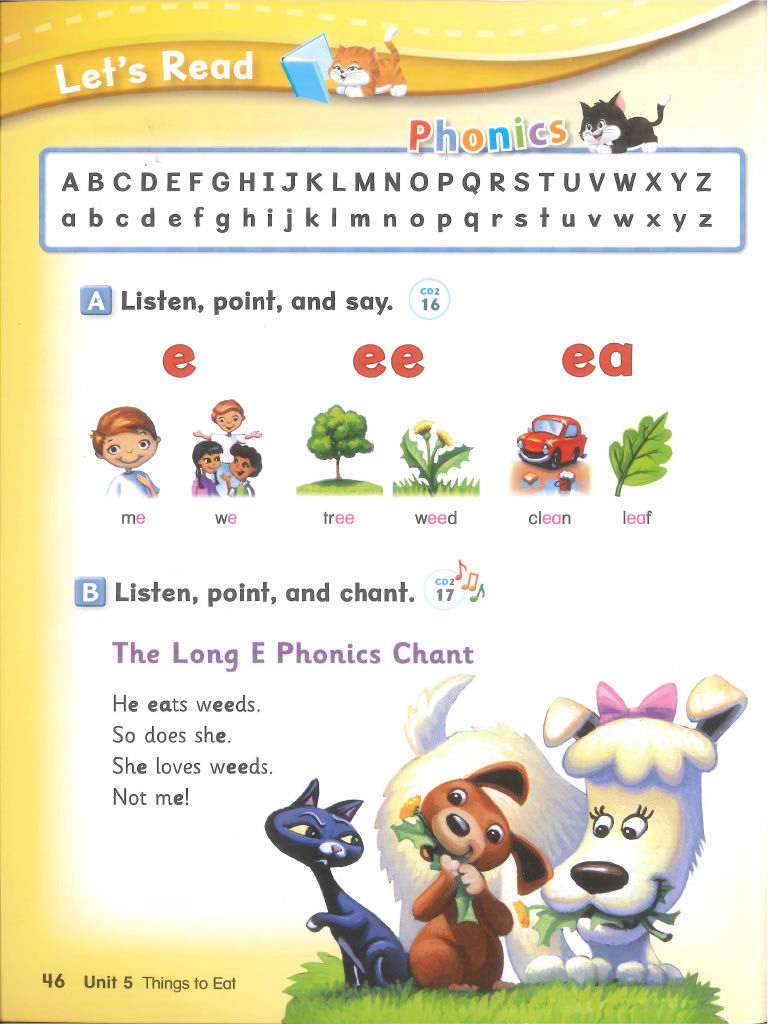 Let's Read
Phonics
A B C D E F G H I J K L M N O P Q R S T U V W X Y Z
a b c d e f g h i j k l m n o p q r s t u v w x y z
A Listen, point, and say. CD2 16
e ee ea
me we tree weed clean leaf
B Listen, point, and chant. CD2 17
The Long E Phonics Chant
He eats weeds.
So does she.
She loves weeds.
Not me!
46 Unit 5 Things to Eat